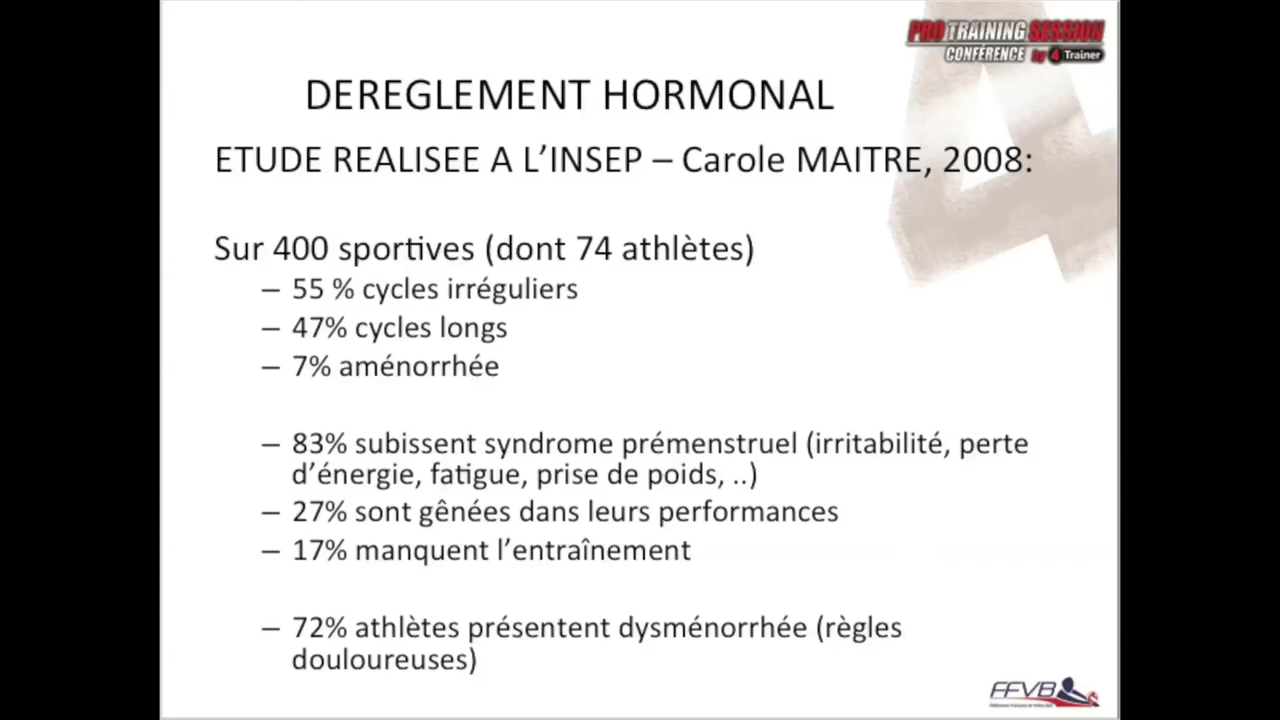 PRO TRAINING SESSION
CONFÉRENCE by 4 Trainer
DEREGLEMENT HORMONAL
ETUDE REALISEE A L’INSEP – Carole MAITRE, 2008:
Sur 400 sportives (dont 74 athlètes)
– 55 % cycles irréguliers
– 47% cycles longs
– 7% aménorrhée
– 83% subissent syndrome prémenstruel (irritabilité, perte
d’énergie, fatigue, prise de poids, ..)
– 27% sont gênées dans leurs performances
– 17% manquent l’entraînement
– 72% athlètes présentent dysménorrhée (règles
douloureuses)
FFVB